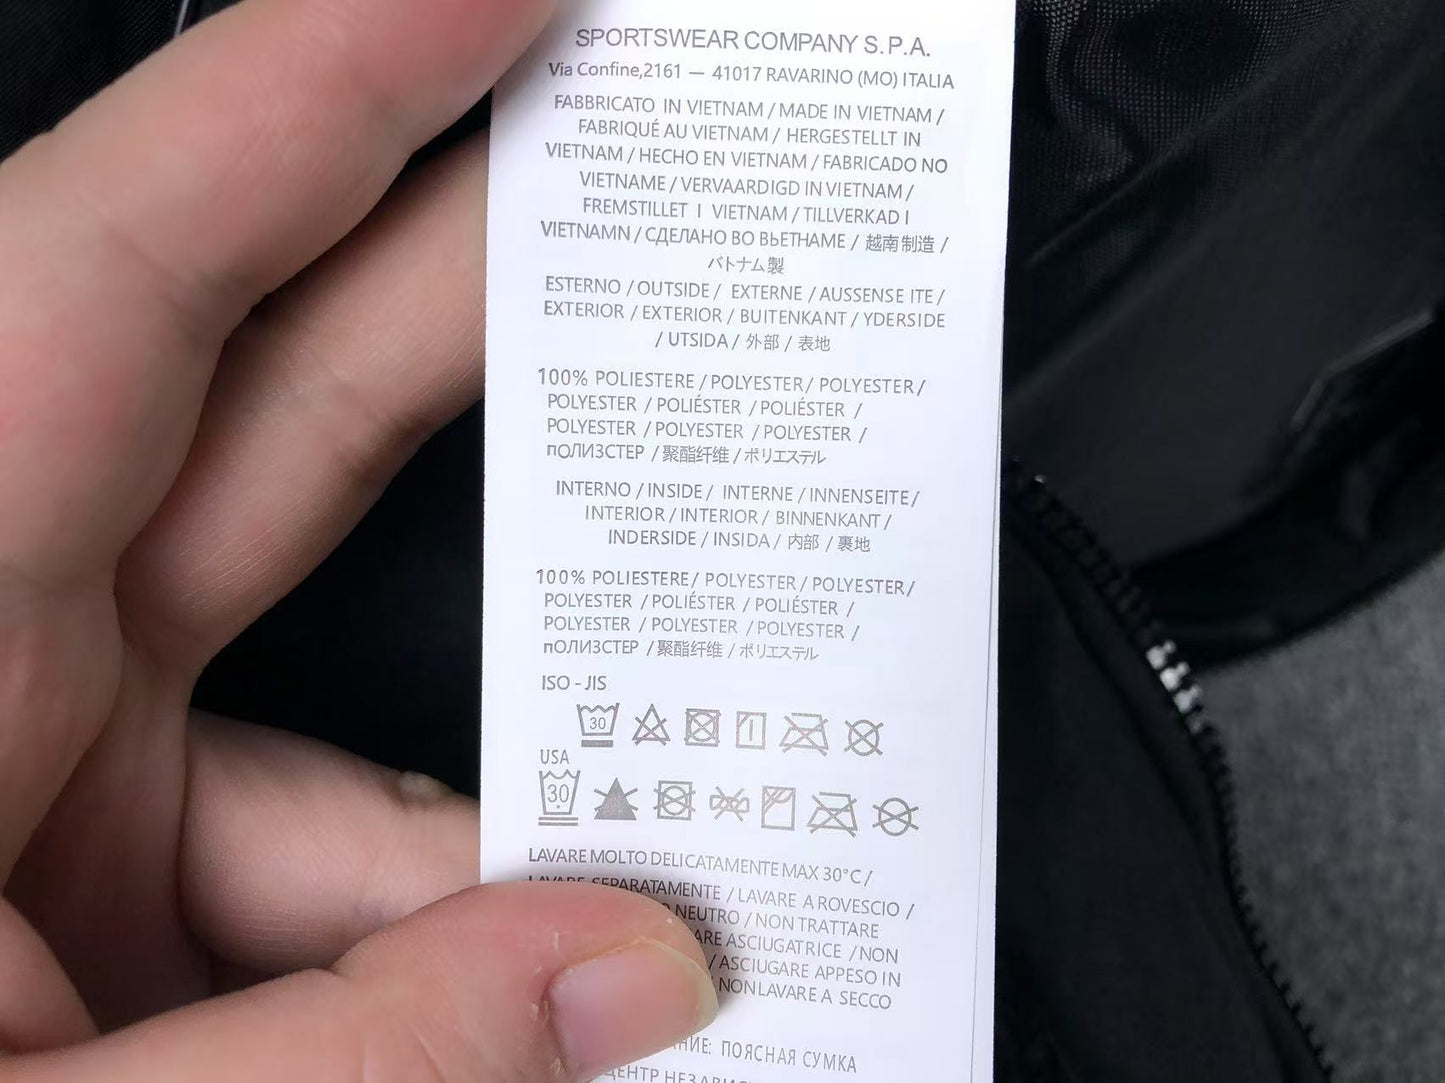 SPORTSWEAR COMPANY S.P.A.
Via Confine,2161 — 41017 RAVARINO (MO) ITALIA
FABBRICATO IN VIETNAM / MADE IN VIETNAM /
FABRIQUÉ AU VIETNAM / HERGESTELLT IN
VIETNAM / HECHO EN VIETNAM / FABRICADO NO
VIETNAME / VERVAARDIGD IN VIETNAM /
FREMSTILLET I VIETNAM / TILLVERKAD I
VIETNAMN / СДЕЛАНО ВО ВЬЕТНАМЕ / 越南制造 /
バトナム製
ESTERNO / OUTSIDE / EXTERNE / AUSSENSE ITE /
EXTERIOR / EXTERIOR / BUITENKANT / YDERSIDE
/ UTSIDA / 外部 / 表地
100% POLIESTERE / POLYESTER / POLYESTER /
POLYESTER / POLIÉSTER / POLIÉSTER /
POLYESTER / POLYESTER / POLYESTER /
пОЛИЗСТЕР / 聚酯纤维 / ポリエステル
INTERNO / INSIDE / INTERNE / INNENSEITE /
INTERIOR / INTERIOR / BINNENKANT /
INDERSIDE / INSIDA / 内部 / 裏地
100% POLIESTERE / POLYESTER / POLYESTER /
POLYESTER / POLIÉSTER / POLIÉSTER /
POLYESTER / POLYESTER / POLYESTER /
пОЛИЗСТЕР / 聚酯纤维 / ポリエステル
ISO - JIS
30
USA
30
LAVARE MOLTO DELICATAMENTE MAX 30°C /
LAVARE SEPARATAMENTE / LAVARE A ROVESCIO /
NEUTRO / NON TRATTARE
ASCIUGATRICE / NON
/ ASCIUGARE APPESO IN
NON LAVARE A SECCO
ПОЯСНАЯ СУМКА